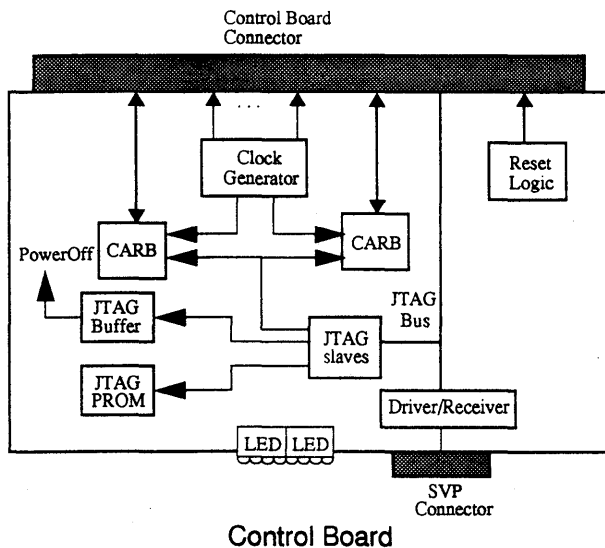 Control Board
Connector
. . .
Clock
Generator
Reset
Logic
CARB
CARB
PowerOff
JTAG
Buffer
JTAG
slaves
JTAG
Bus
JTAG
PROM
Driver/Receiver
LED
LED
SVP
Connector
Control Board